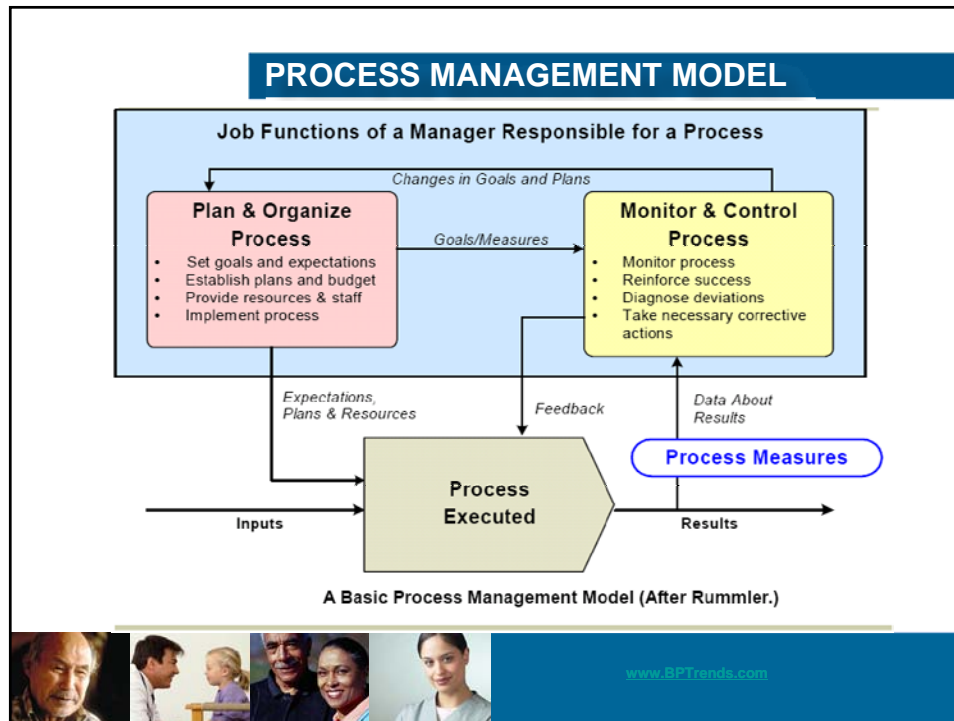 PROCESS MANAGEMENT MODEL
Job Functions of a Manager Responsible for a Process
Changes in Goals and Plans
Plan & Organize
Process
• Set goals and expectations
• Establish plans and budget
• Provide resources & staff
• Implement process
Goals/Measures
Monitor & Control
Process
• Monitor process
• Reinforce success
• Diagnose deviations
• Take necessary corrective
actions
Expectations,
Plans & Resources
Feedback
Data About
Results
Process Measures
Process
Executed
Inputs
Results
A Basic Process Management Model (After Rummler.)
www.BPTrends.com